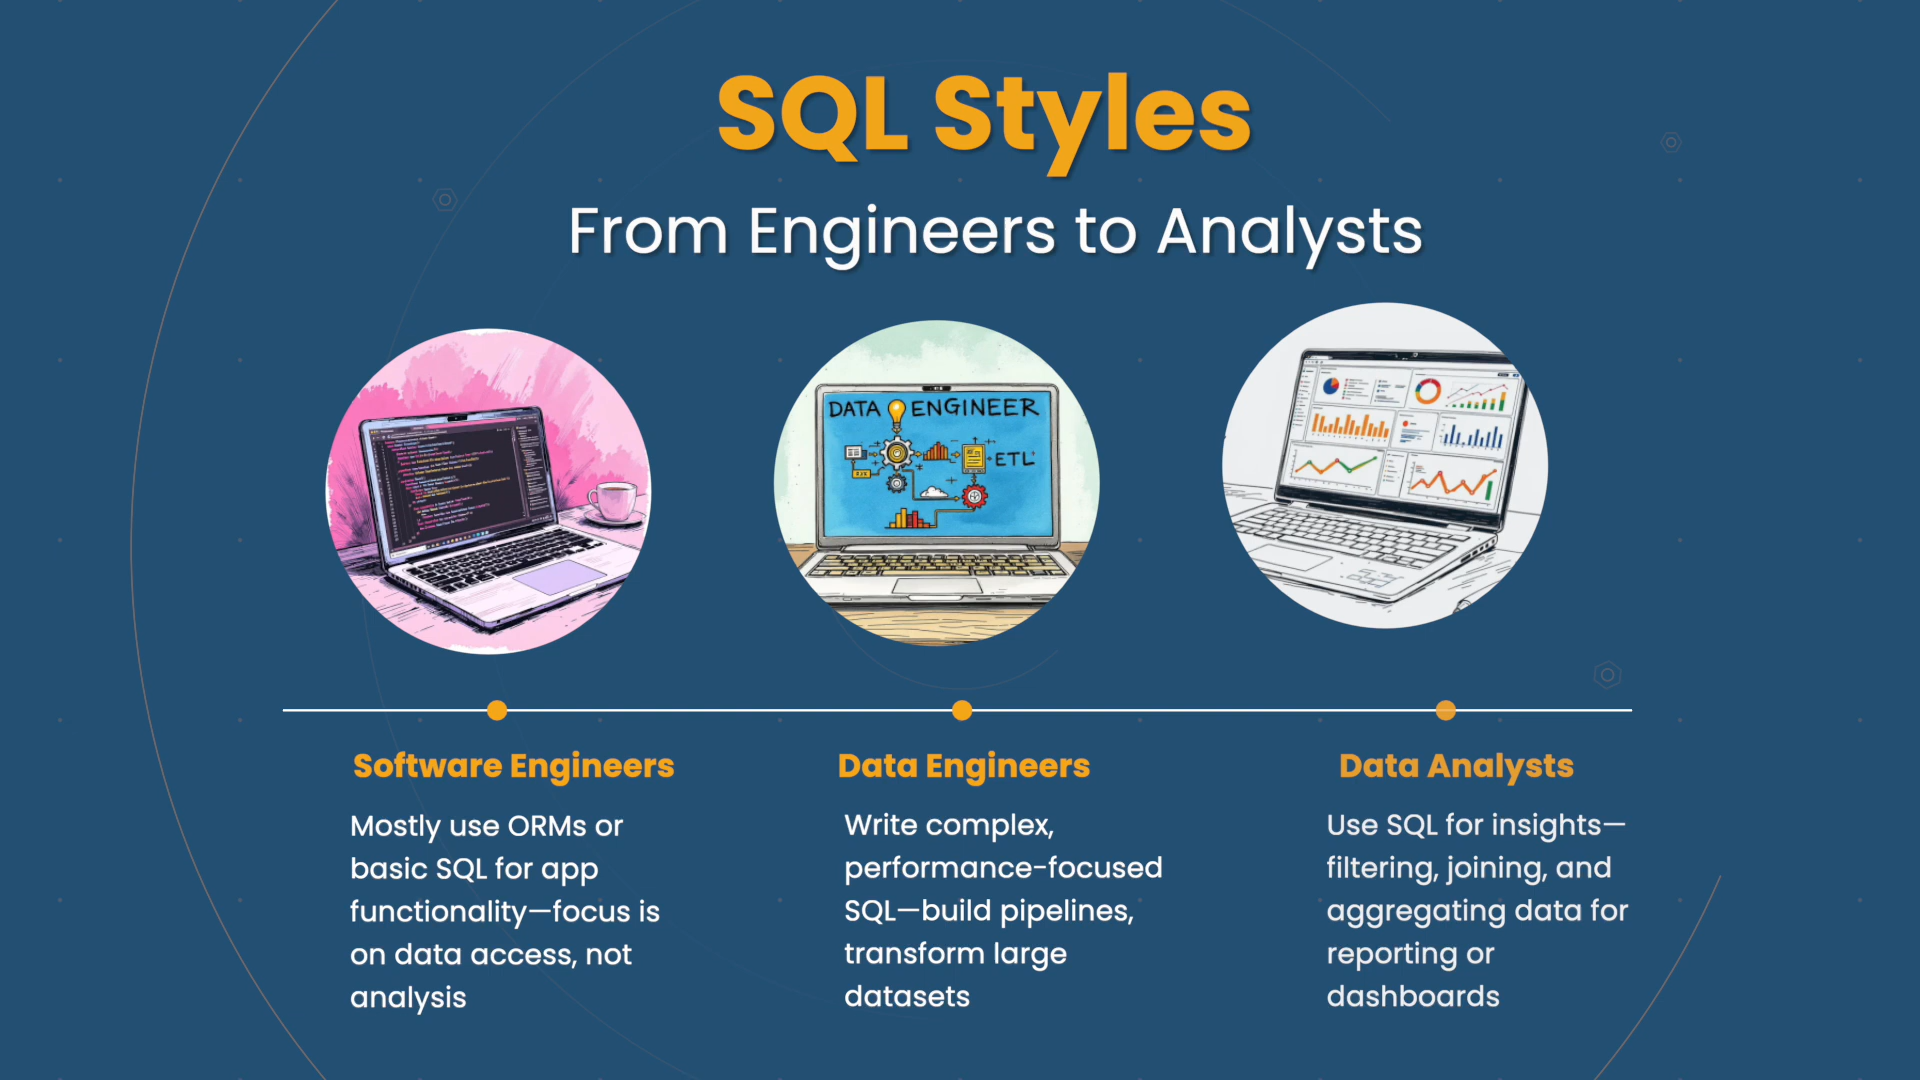 SQL Styles
From Engineers to Analysts
DATA ENGINEER
ETL
Software Engineers
Mostly use ORMs or
basic SQL for app
functionality—focus is
on data access, not
analysis
Data Engineers
Write complex,
performance-focused
SQL—build pipelines,
transform large
datasets
Data Analysts
Use SQL for insights—
filtering, joining, and
aggregating data for
reporting or
dashboards